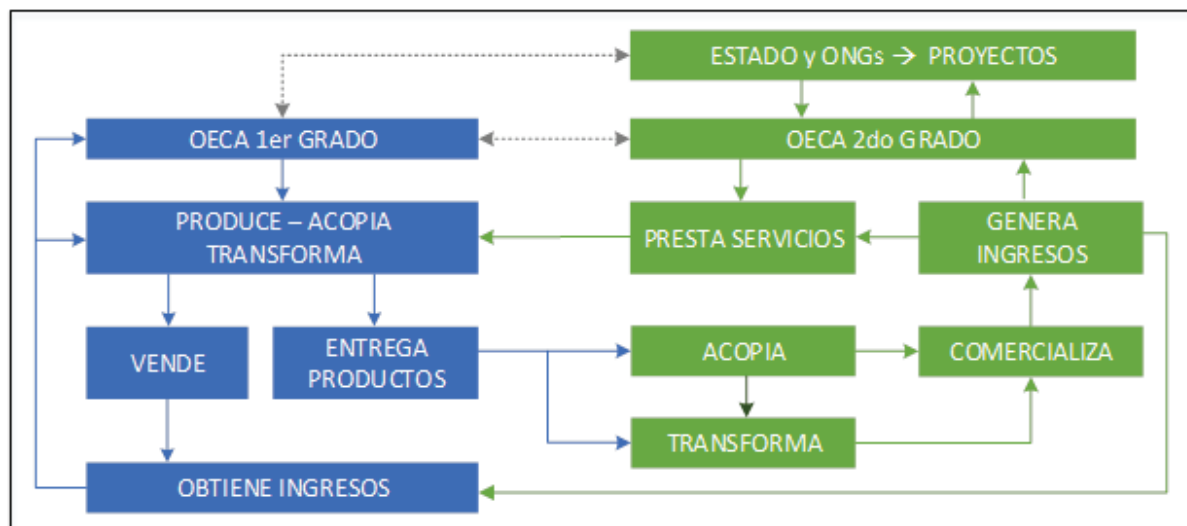 ESTADO y ONGs → PROYECTOS
OECA 1er GRADO
OECA 2do GRADO
PRODUCE – ACOPIA
TRANSFORMA
PRESTA SERVICIOS
GENERA
INGRESOS
VENDE
ENTREGA
PRODUCTOS
ACOPIA
COMERCIALIZA
TRANSFORMA
OBTIENE INGRESOS